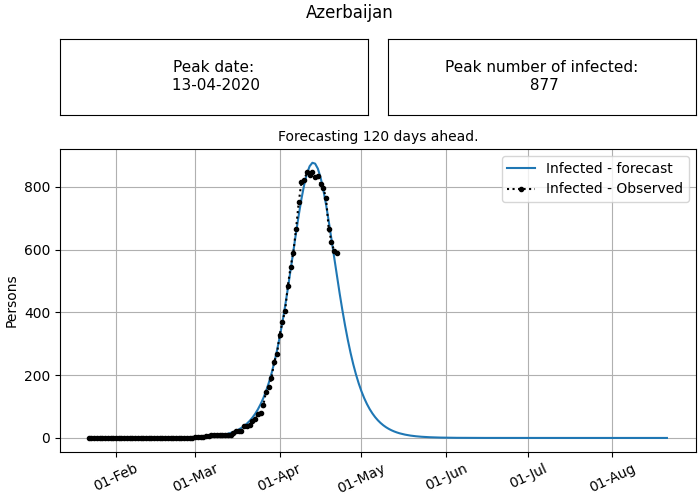 Azerbaijan
Peak date:
13-04-2020
Peak number of infected:
877
Forecasting 120 days ahead.
Infected - forecast
Infected - Observed
Persons
800
600
400
200
0
01-Feb
01-Mar
01-Apr
01-May
01-Jun
01-Jul
01-Aug